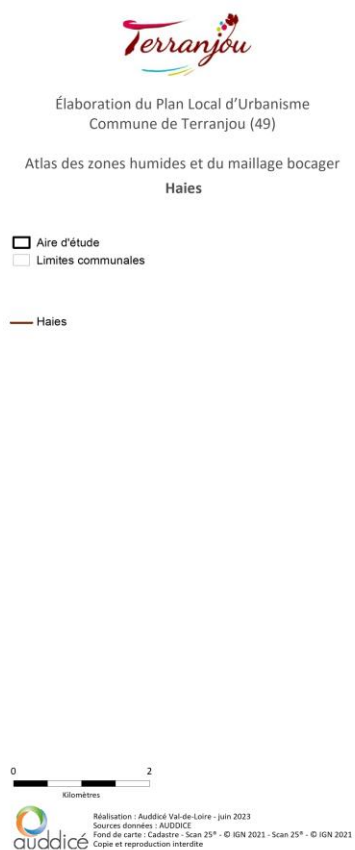 Terranjou
Élaboration du Plan Local d'Urbanisme
Commune de Terranjou (49)
Atlas des zones humides et du maillage bocager
Haies
Aire d'étude
Limites communales
Haies
0 2
Kilomètres
auddicé
Réalisation : Auddicé Val-de-Loire - juin 2023
Sources données : AUDDICE
Fond de carte : Cadastre - Scan 25® - © IGN 2021 - Scan 25® - © IGN 2021
Copie et reproduction interdite